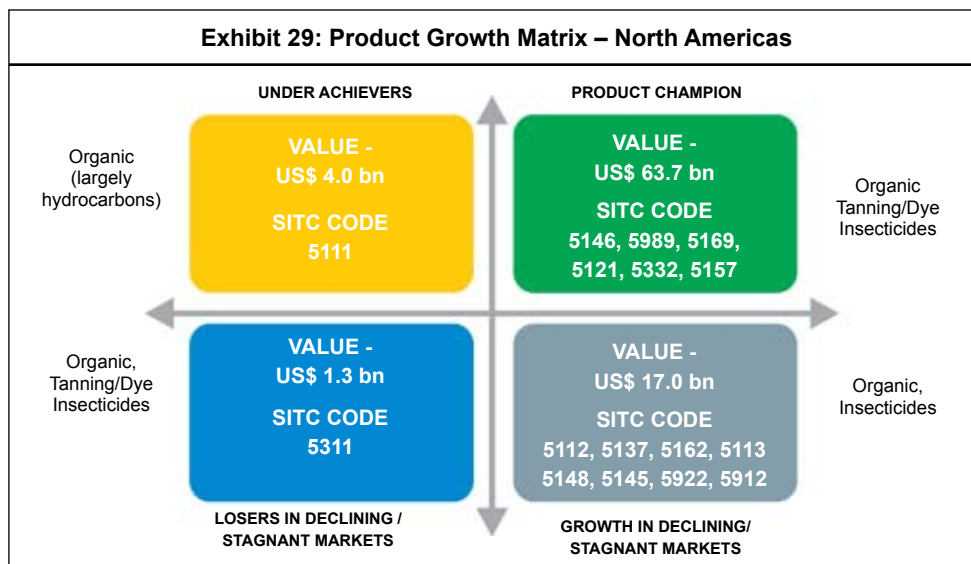 Exhibit 29: Product Growth Matrix – North Americas
UNDER ACHIEVERS
PRODUCT CHAMPION
Organic
(largely
hydrocarbons)
VALUE -
US$ 4.0 bn
SITC CODE
5111
VALUE -
US$ 63.7 bn
SITC CODE
5146, 5989, 5169,
5121, 5332, 5157
Organic
Tanning/Dye
Insecticides
Organic,
Tanning/Dye
Insecticides
VALUE -
US$ 1.3 bn
SITC CODE
5311
VALUE -
US$ 17.0 bn
SITC CODE
5112, 5137, 5162, 5113
5148, 5145, 5922, 5912
Organic,
Insecticides
LOSERS IN DECLINING /
STAGNANT MARKETS
GROWTH IN DECLINING/
STAGNANT MARKETS